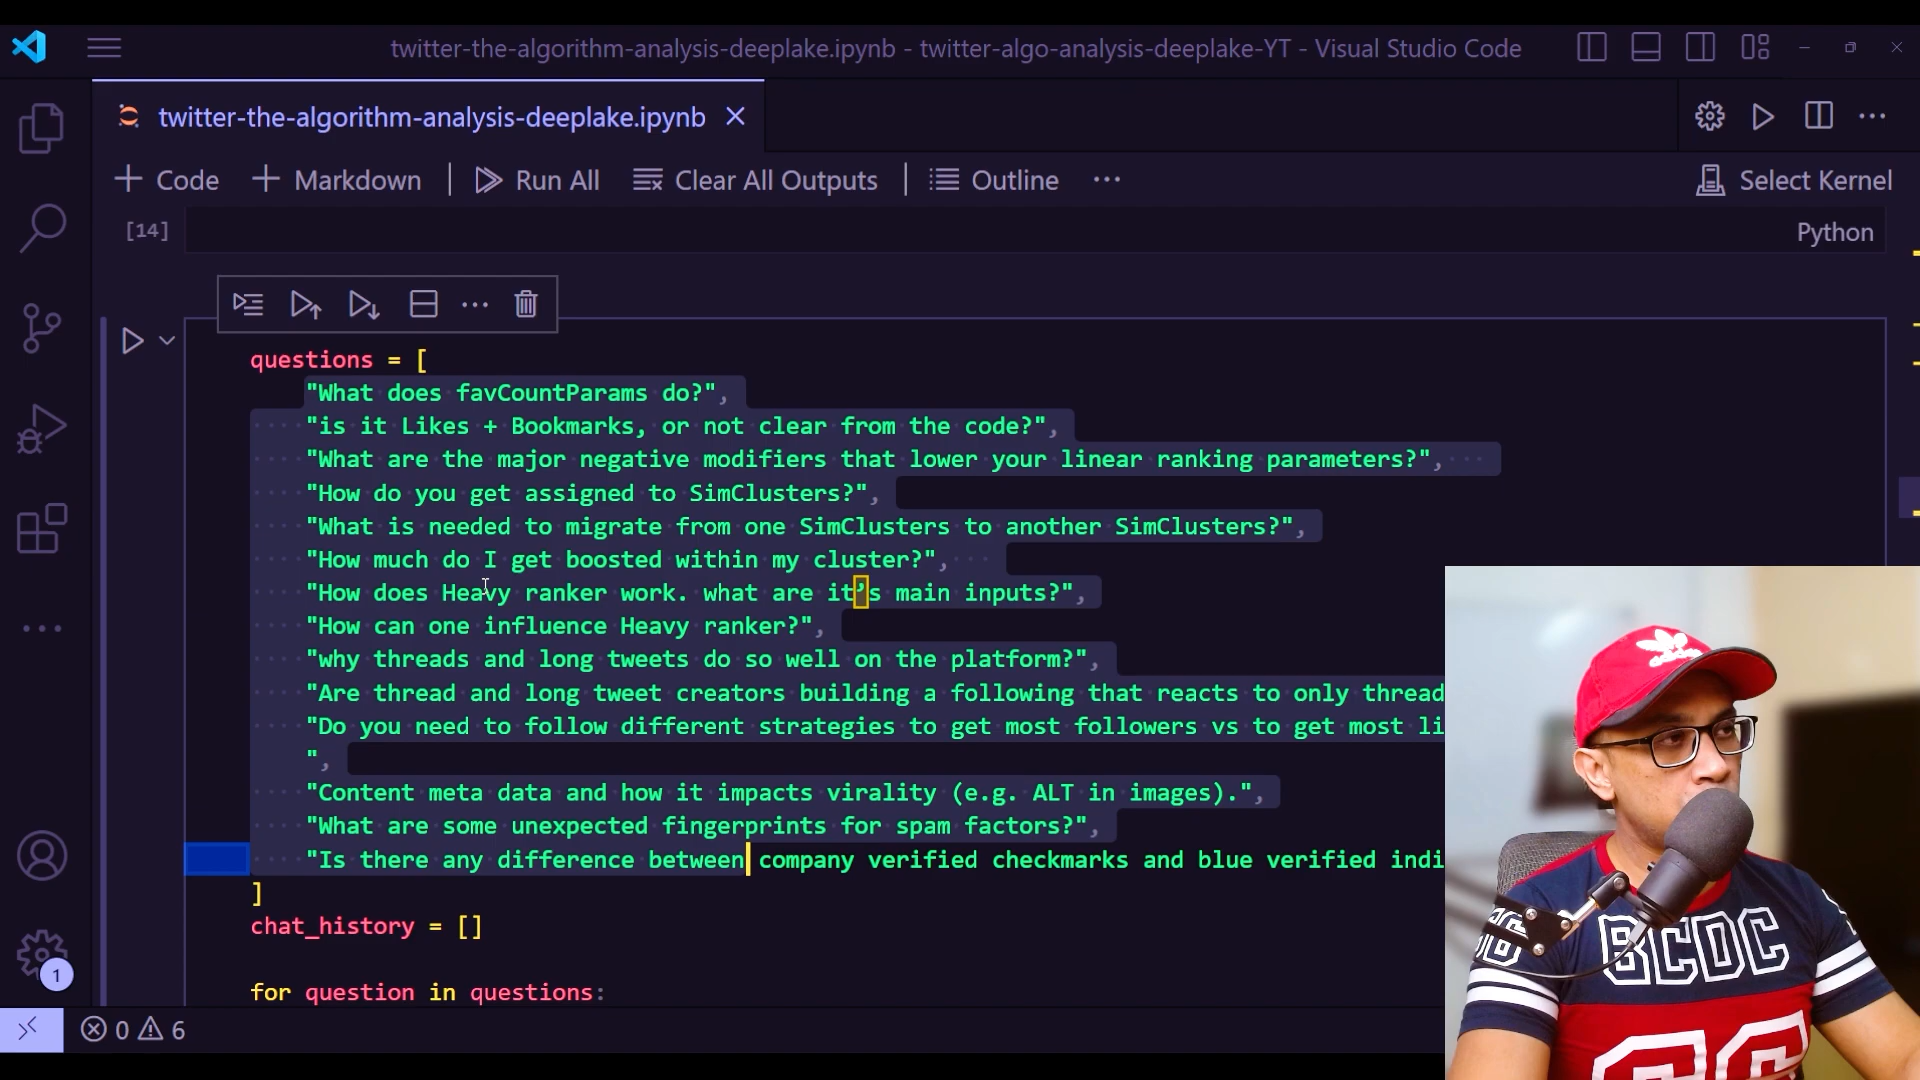 twitter-the-algorithm-analysis-deeplake.ipynb - twitter-algo-analysis-deeplake-YT - Visual Studio Code
twitter-the-algorithm-analysis-deeplake.ipynb
+ Code + Markdown Run All Clear All Outputs Outline ... Select Kernel
[14] Python
questions = [
"What does favCountParams do?",
"is it Likes + Bookmarks, or not clear from the code?",
"What are the major negative modifiers that lower your linear ranking parameters?",
"How do you get assigned to SimClusters?",
"What is needed to migrate from one SimClusters to another SimClusters?",
"How much do I get boosted within my cluster?",
"How does Heavy ranker work. what are it’s main inputs?",
"How can one influence Heavy ranker?",
"why threads and long tweets do so well on the platform?",
"Are thread and long tweet creators building a following that reacts to only thread
"Do you need to follow different strategies to get most followers vs to get most li
",
"Content meta data and how it impacts virality (e.g. ALT in images).",
"What are some unexpected fingerprints for spam factors?",
"Is there any difference between company verified checkmarks and blue verified indi
]
chat_history = []
for question in questions:
1
0 6
adidas
BCDC